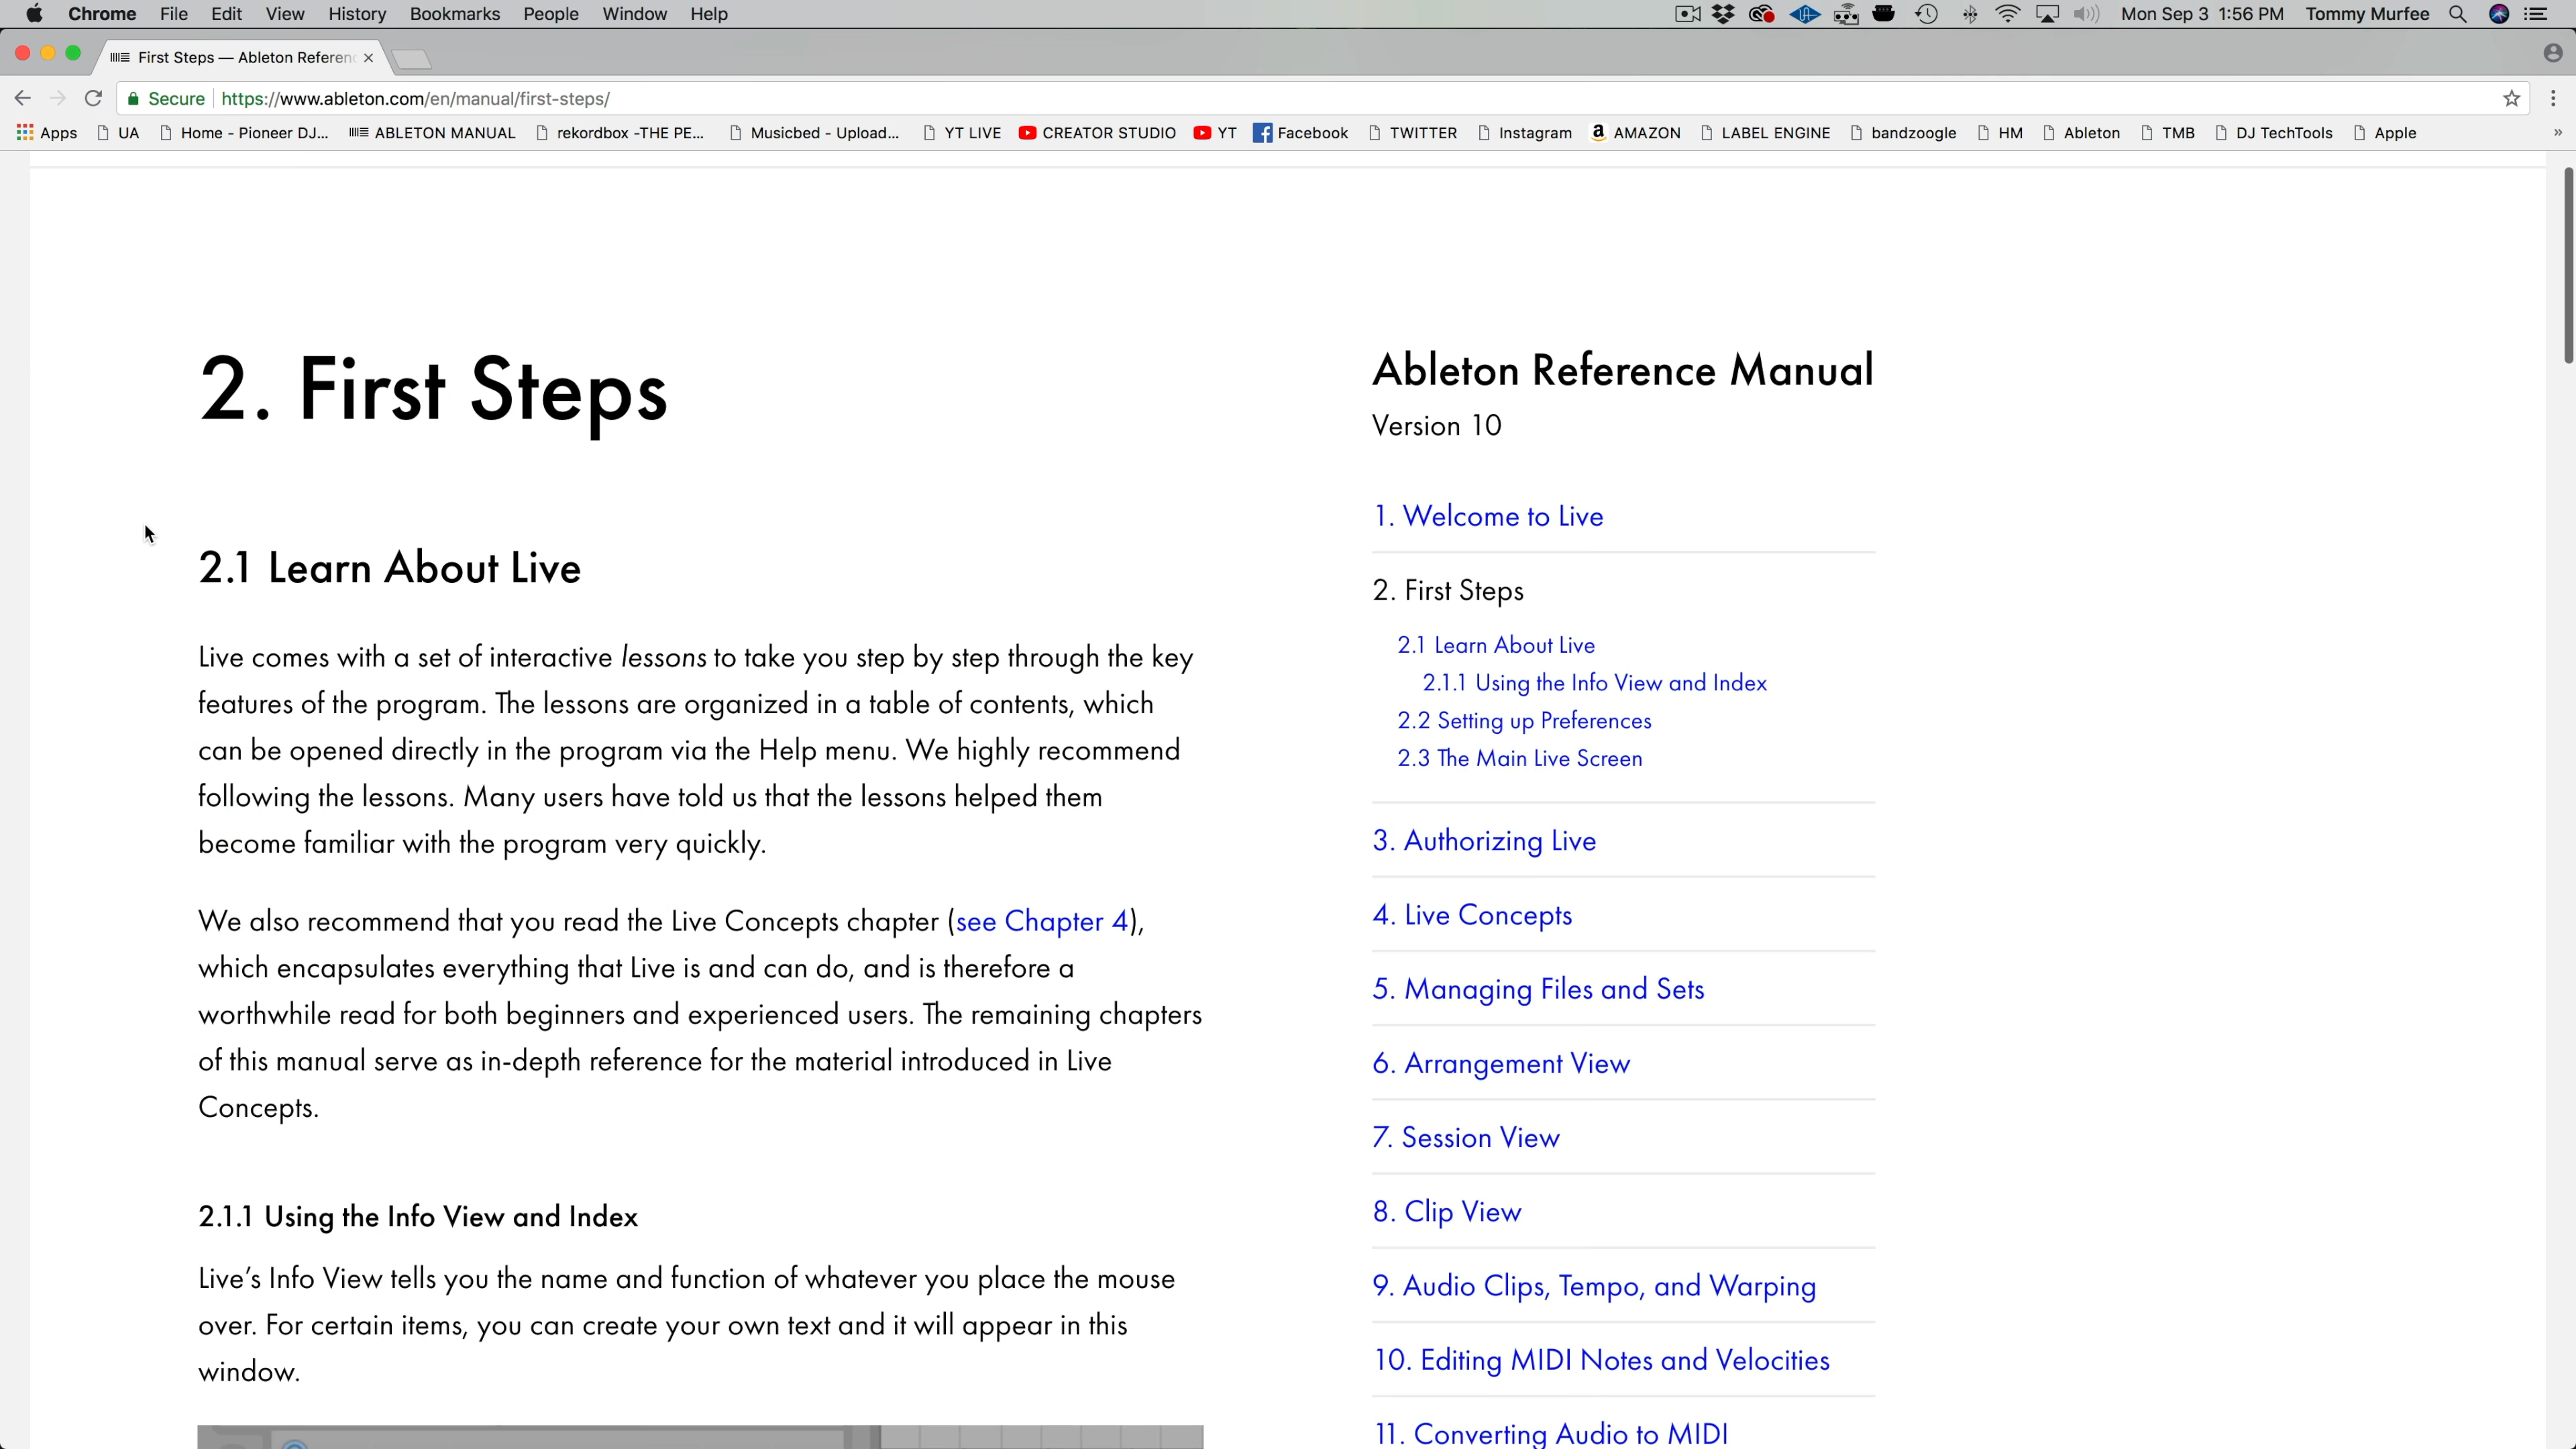 Chrome File Edit View History Bookmarks People Window Help Mon Sep 3 1:56 PM Tommy Murfee
First Steps — Ableton Referenc
Secure https://www.ableton.com/en/manual/first-steps/
Apps UA Home - Pioneer DJ... ABLETON MANUAL rekordbox -THE PE... Musicbed - Upload... YT LIVE CREATOR STUDIO YT Facebook TWITTER Instagram AMAZON LABEL ENGINE bandzoogle HM Ableton TMB DJ TechTools Apple »
2. First Steps
2.1 Learn About Live
Live comes with a set of interactive lessons to take you step by step through the key
features of the program. The lessons are organized in a table of contents, which
can be opened directly in the program via the Help menu. We highly recommend
following the lessons. Many users have told us that the lessons helped them
become familiar with the program very quickly.
We also recommend that you read the Live Concepts chapter (see Chapter 4),
which encapsulates everything that Live is and can do, and is therefore a
worthwhile read for both beginners and experienced users. The remaining chapters
of this manual serve as in-depth reference for the material introduced in Live
Concepts.
2.1.1 Using the Info View and Index
Live's Info View tells you the name and function of whatever you place the mouse
over. For certain items, you can create your own text and it will appear in this
window.
Ableton Reference Manual
Version 10
1. Welcome to Live
2. First Steps
2.1 Learn About Live
2.1.1 Using the Info View and Index
2.2 Setting up Preferences
2.3 The Main Live Screen
3. Authorizing Live
4. Live Concepts
5. Managing Files and Sets
6. Arrangement View
7. Session View
8. Clip View
9. Audio Clips, Tempo, and Warping
10. Editing MIDI Notes and Velocities
11. Converting Audio to MIDI